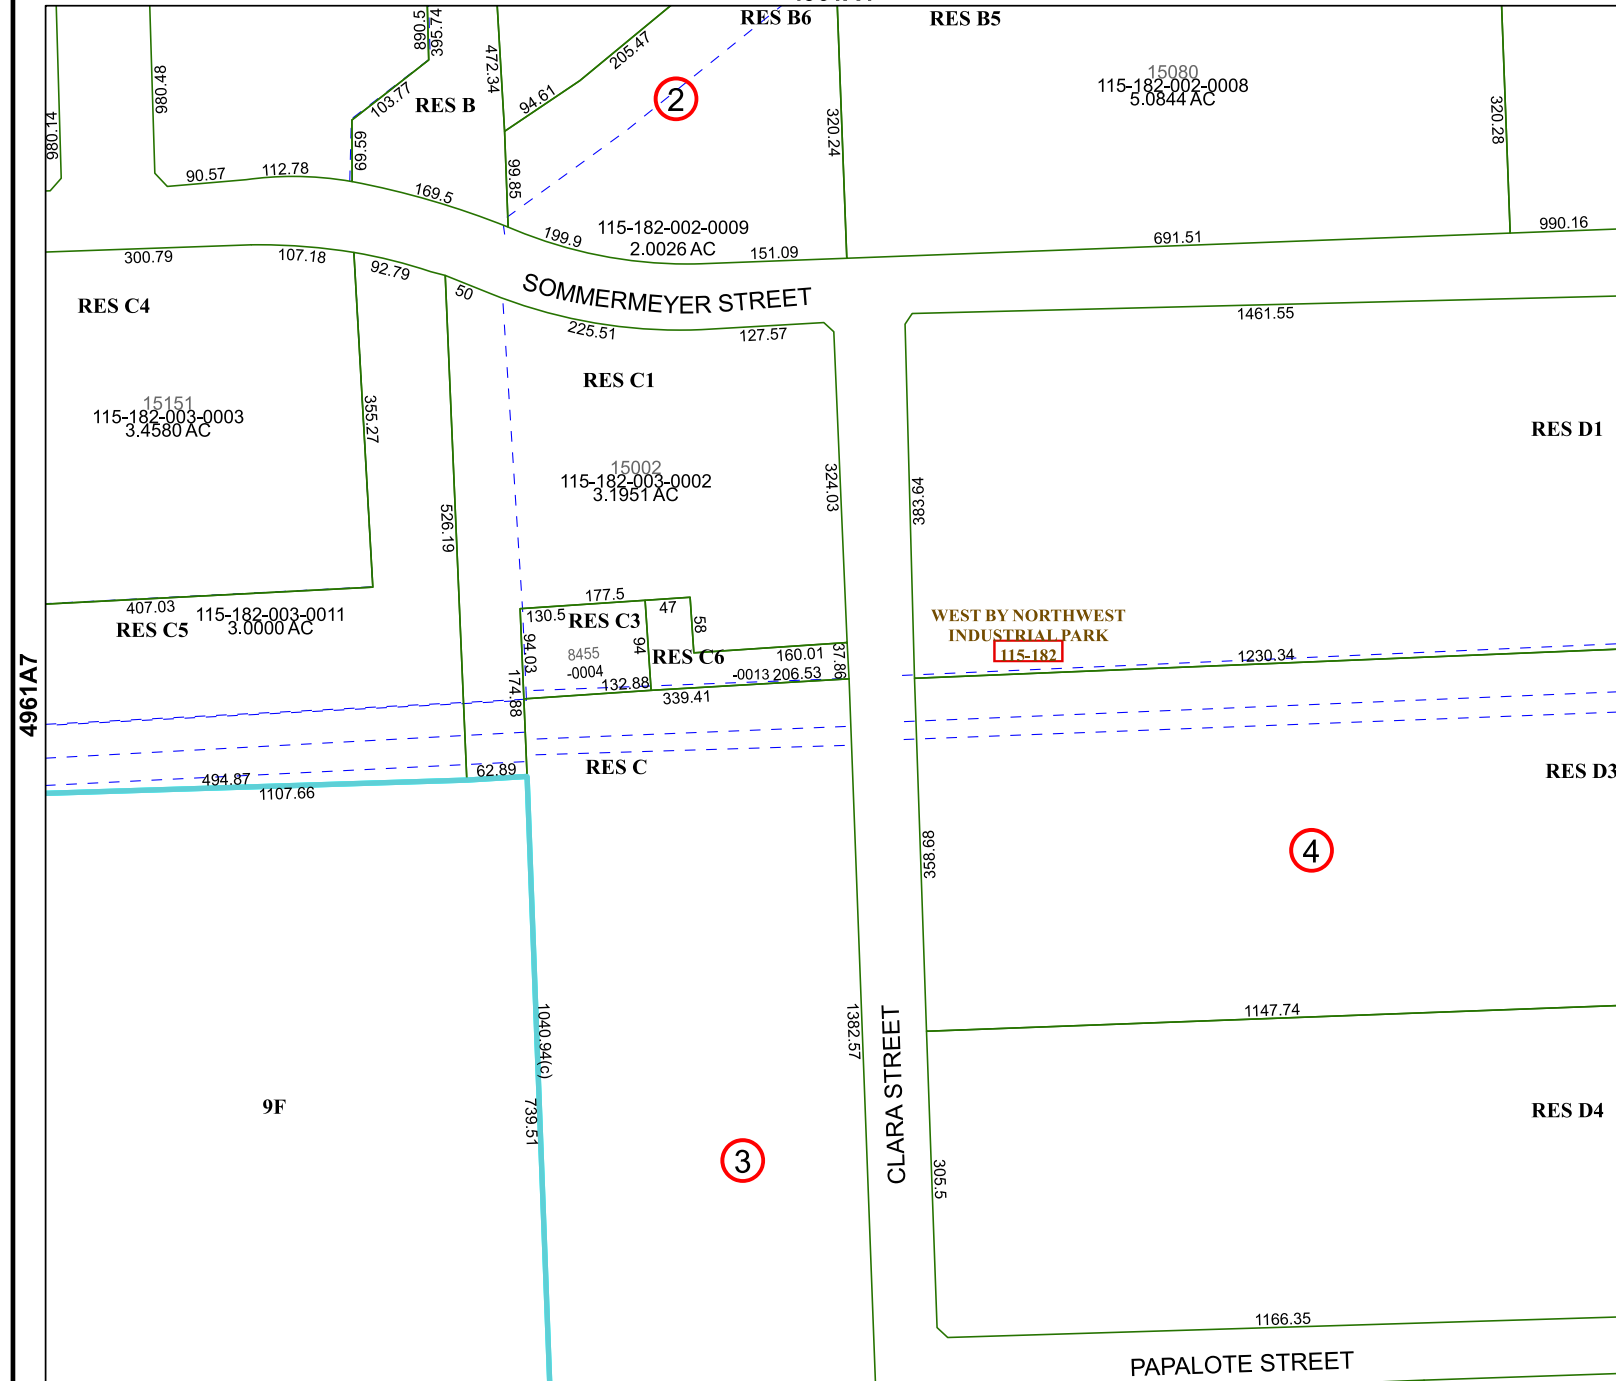 RES B6
RES B5
890.5
395.74
472.34
205.47
980.48
15080
115-182-002-0008
5.0844 AC
103.77
RES B
94.61
2
320.24
320.28
980.14
69.59
90.57
112.78
99.85
169.5
115-182-002-0009
2.0026 AC
199.9
151.09
691.51
990.16
300.79
107.18
92.79
50
SOMMERMEYER STREET
RES C4
225.51
127.57
1461.55
RES C1
15151
115-182-003-0003
3.4580 AC
355.27
RES D1
15002
115-182-003-0002
3.1951 AC
324.03
383.64
526.19
177.5
407.03
115-182-003-0011
3.0000 AC
RES C5
130.5
RES C3
47
58
WEST BY NORTHWEST
INDUSTRIAL PARK
115-182
94.03
8455
-0004
94
RES C6
160.01
37.86
1230.34
174.88
132.88
-0013
206.53
339.41
4961A7
RES C
62.89
494.87
1107.66
RES D3
358.68
4
1040.94(c)
1382.57
CLARA STREET
1147.74
9F
739.51
3
RES D4
305.5
1166.35
PAPALOTE STREET